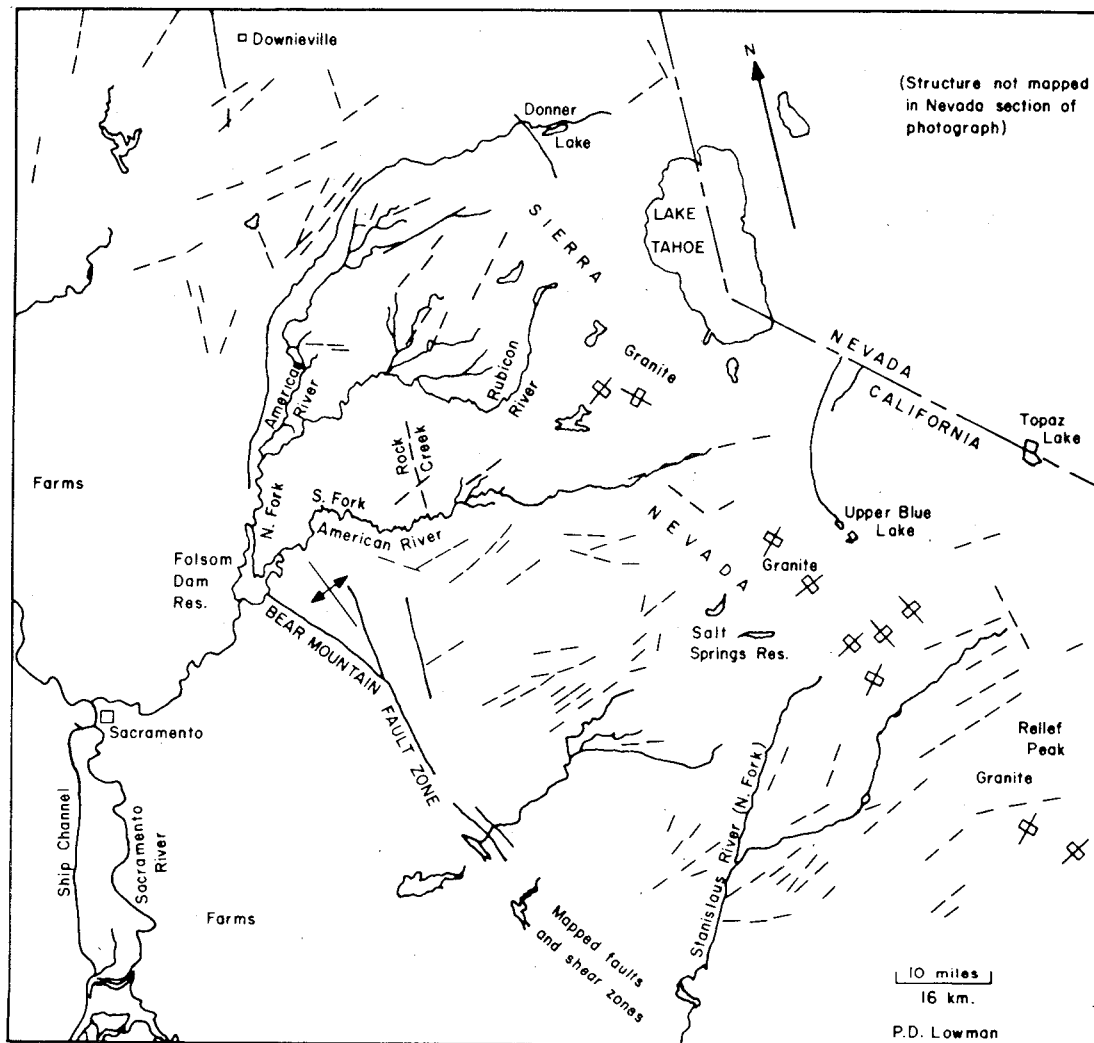 Downieville
N
(Structure not mapped
in Nevada section of
photograph)
Donner
Lake
SIERRA
LAKE
TAHOE
NEVADA
CALIFORNIA
Granite
Topaz
Lake
American
River
Rubicon
River
Rock
Creek
Farms
N. Fork
S. Fork
American River
NEVADA
Upper Blue
Lake
Granite
Folsom
Dam
Res.
Salt
Springs Res.
BEAR MOUNTAIN FAULT ZONE
Sacramento
Relief
Peak
Granite
Ship Channel
Sacramento
River
Stanislaus River (N. Fork)
Farms
Mapped faults
and shear zones
10 miles
16 km.
P.D. Lowman